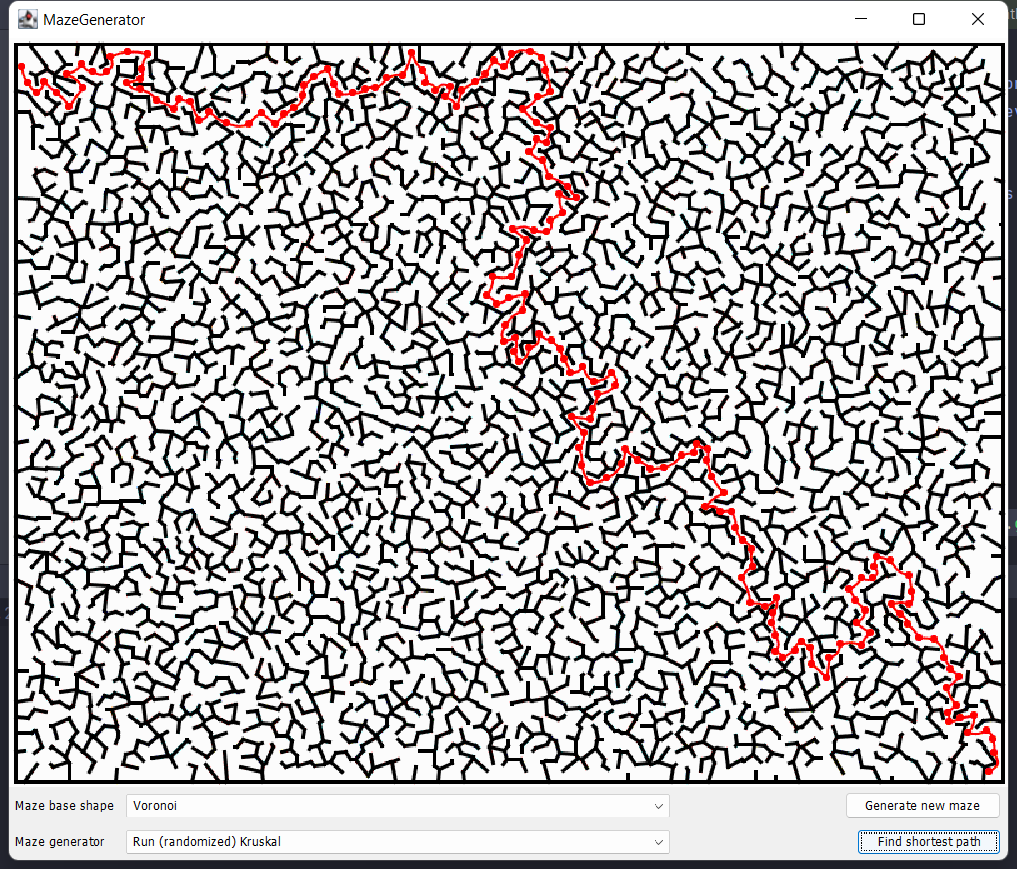 MazeGenerator
Maze base shape
Voronoi
Generate new maze
Maze generator
Run (randomized) Kruskal
Find shortest path